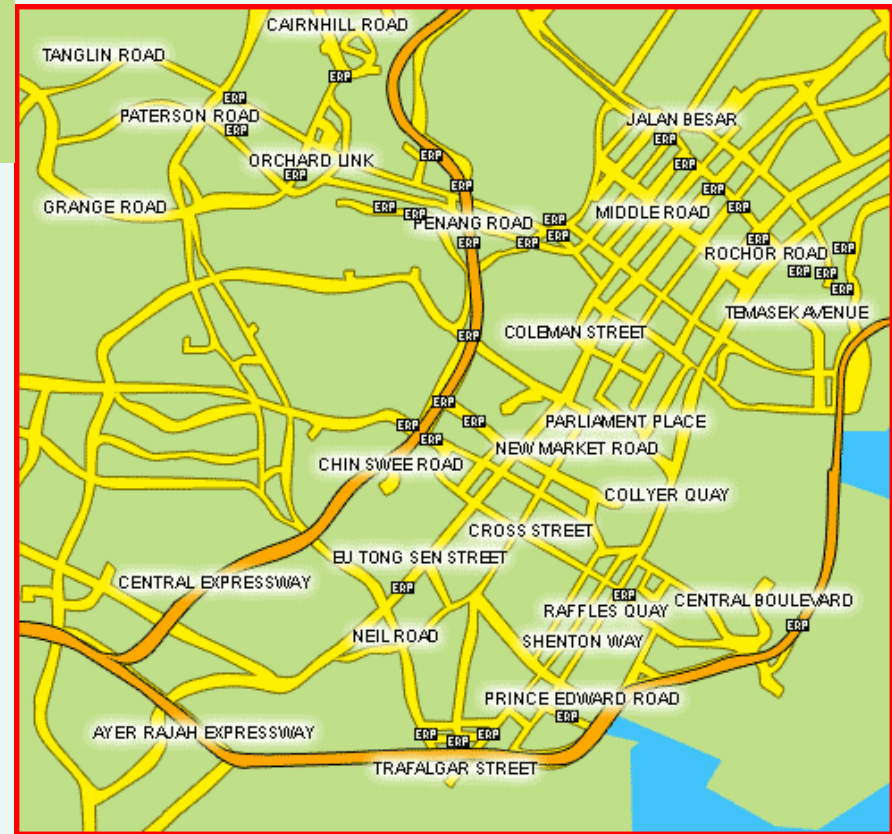 CAIRNHILL ROAD
TANGLIN ROAD
ERP
ERP
PATERSON ROAD
ERP
JALAN BESAR
ERP
ERP
ORCHARD LINK
ERP
ERP
ERP
ERP
GRANGE ROAD
ERP
ERP
MIDDLE ROAD
ERP
PENANG ROAD
ERP
ERP
ERP
ERP
ERP
ROCHOR ROAD
ERP
ERP
ERP
ERP
TEMASEK AVENUE
COLEMAN STREET
ERP
ERP
PARLIAMENT PLACE
ERP
ERP
ERP
NEW MARKET ROAD
CHIN SWEE ROAD
COLLYER QUAY
CROSS STREET
EU TONG SEN STREET
CENTRAL EXPRESSWAY
ERP
ERP
CENTRAL BOULEVARD
RAFFLES QUAY
ERP
NEIL ROAD
SHENTON WAY
PRINCE EDWARD ROAD
ERP
AYER RAJAH EXPRESSWAY
ERP
ERP
ERP
TRAFALGAR STREET